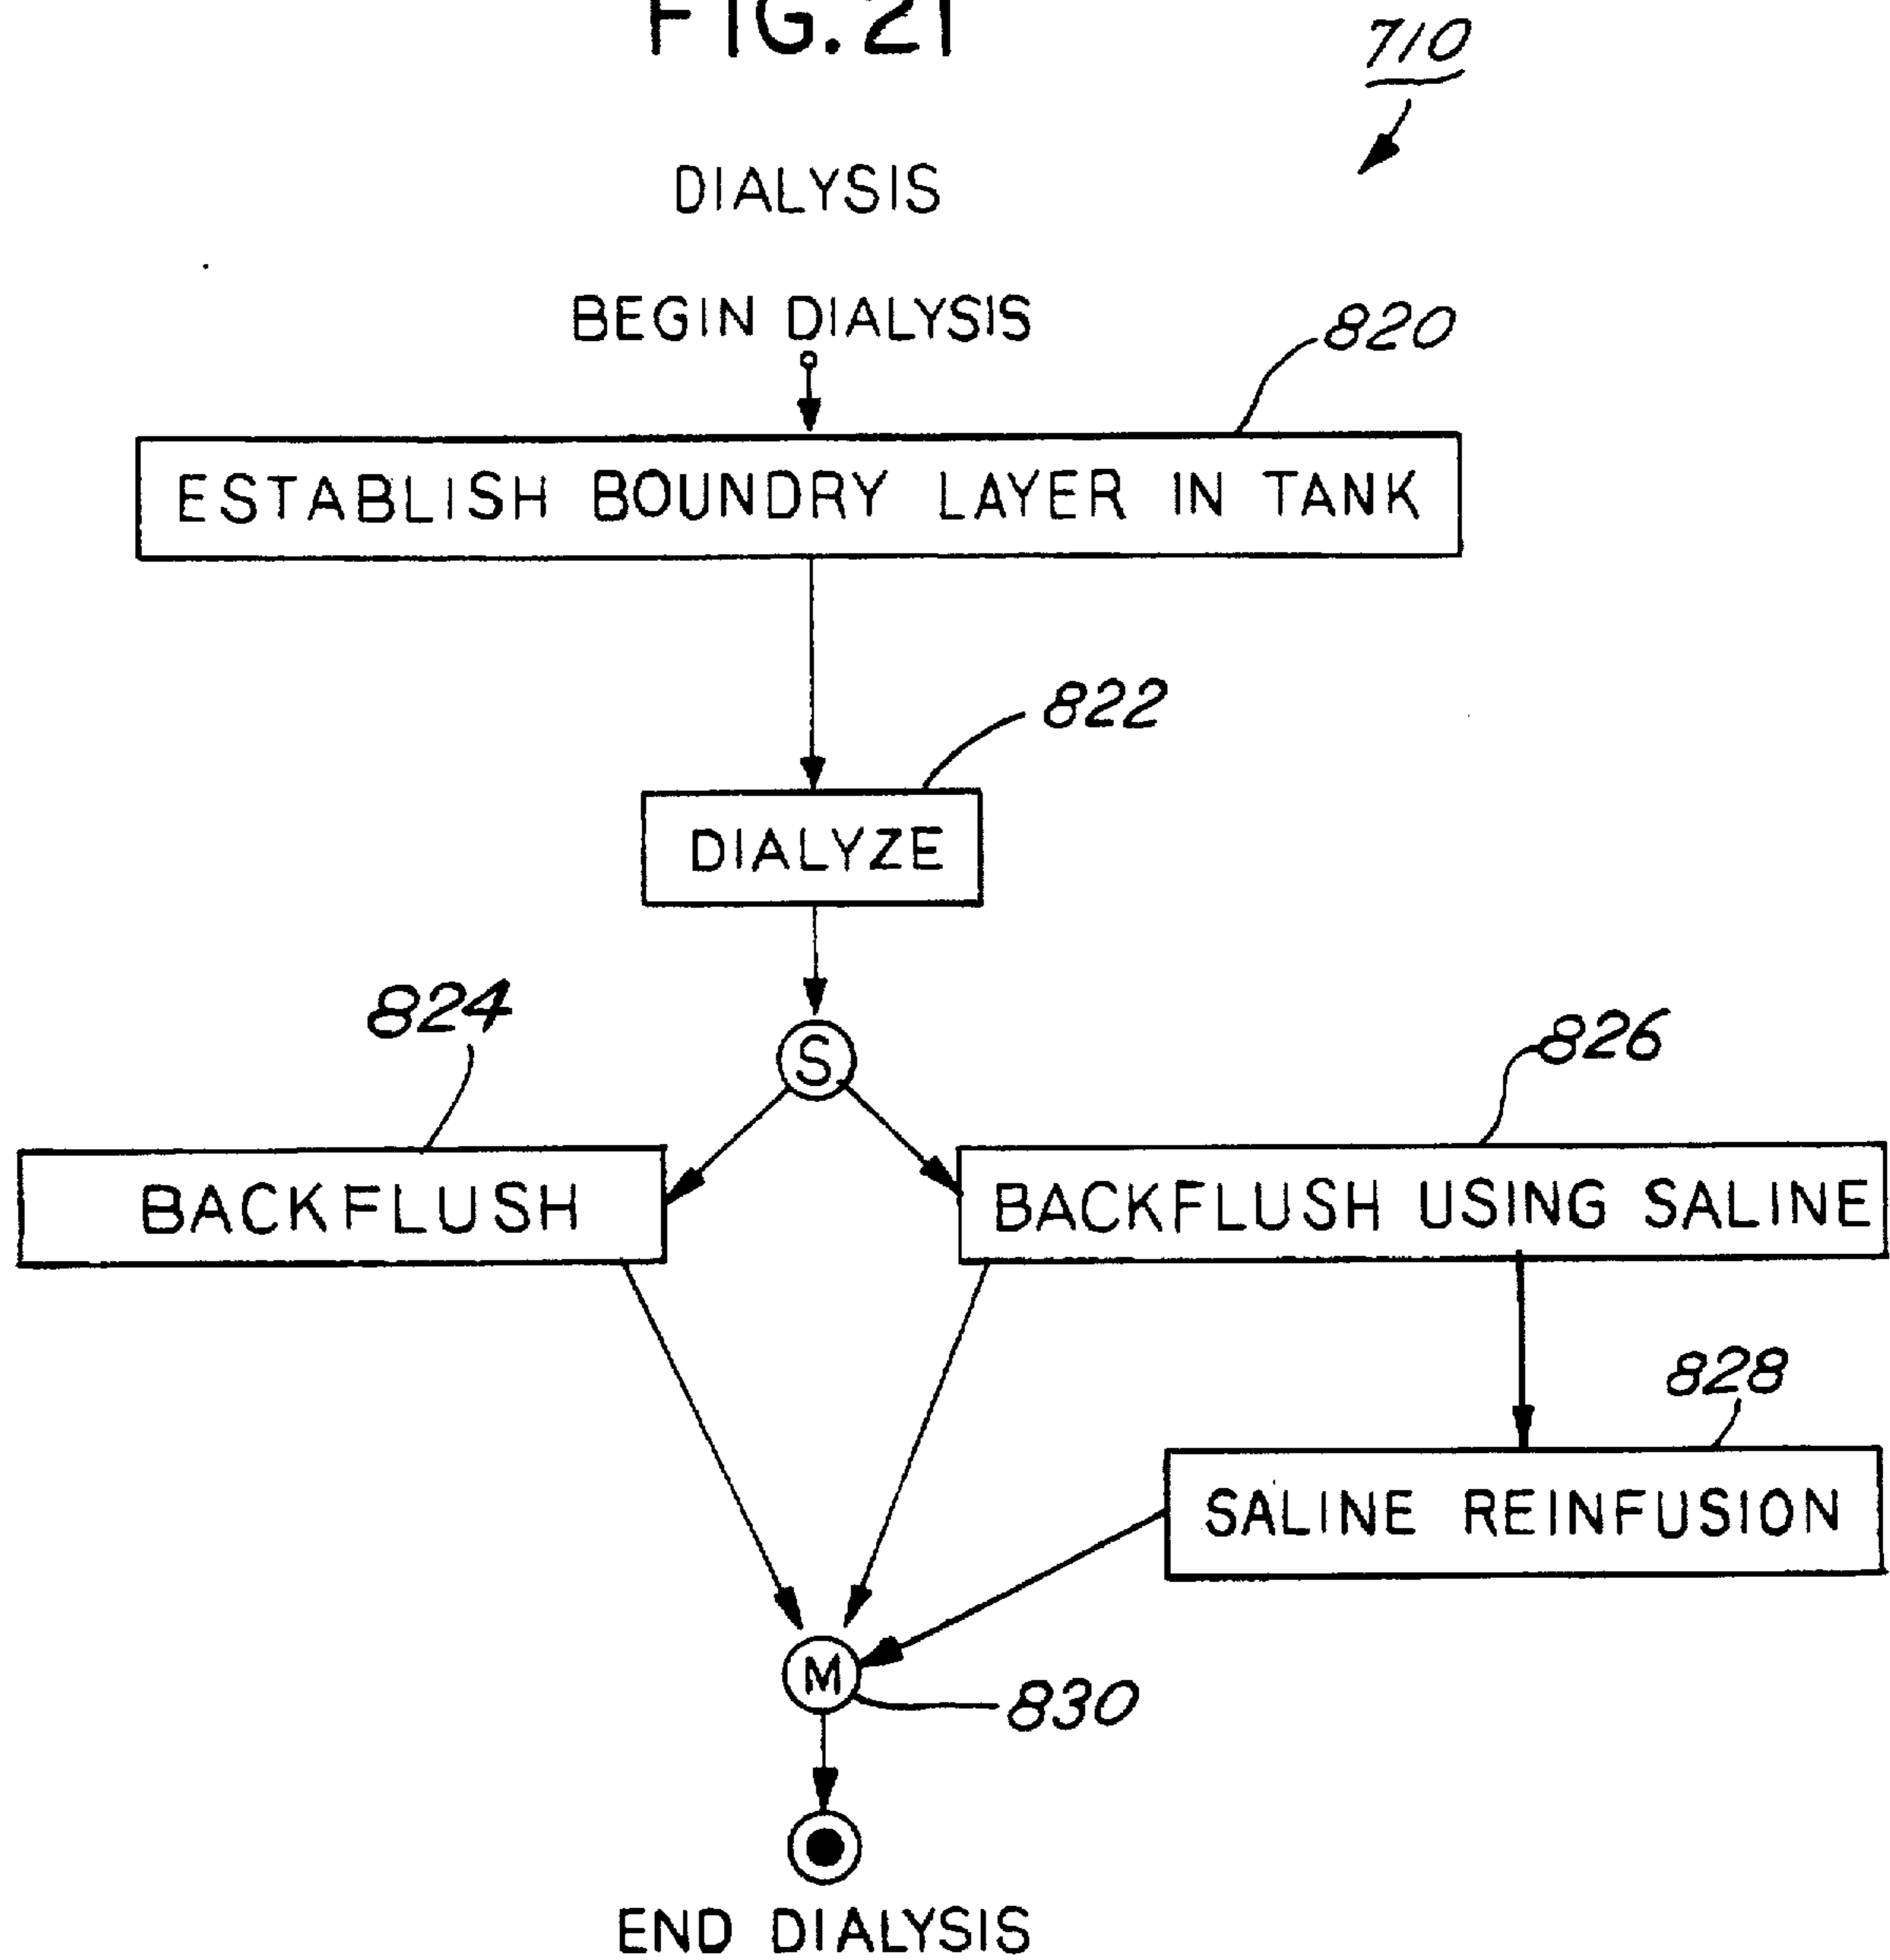 FIG. 21
710
DIALYSIS
BEGIN DIALYSIS
820
ESTABLISH BOUNDRY LAYER IN TANK
822
DIALYZE
824
S
826
BACKFLUSH
BACKFLUSH USING SALINE
828
SALINE REINFUSION
M
830
END DIALYSIS